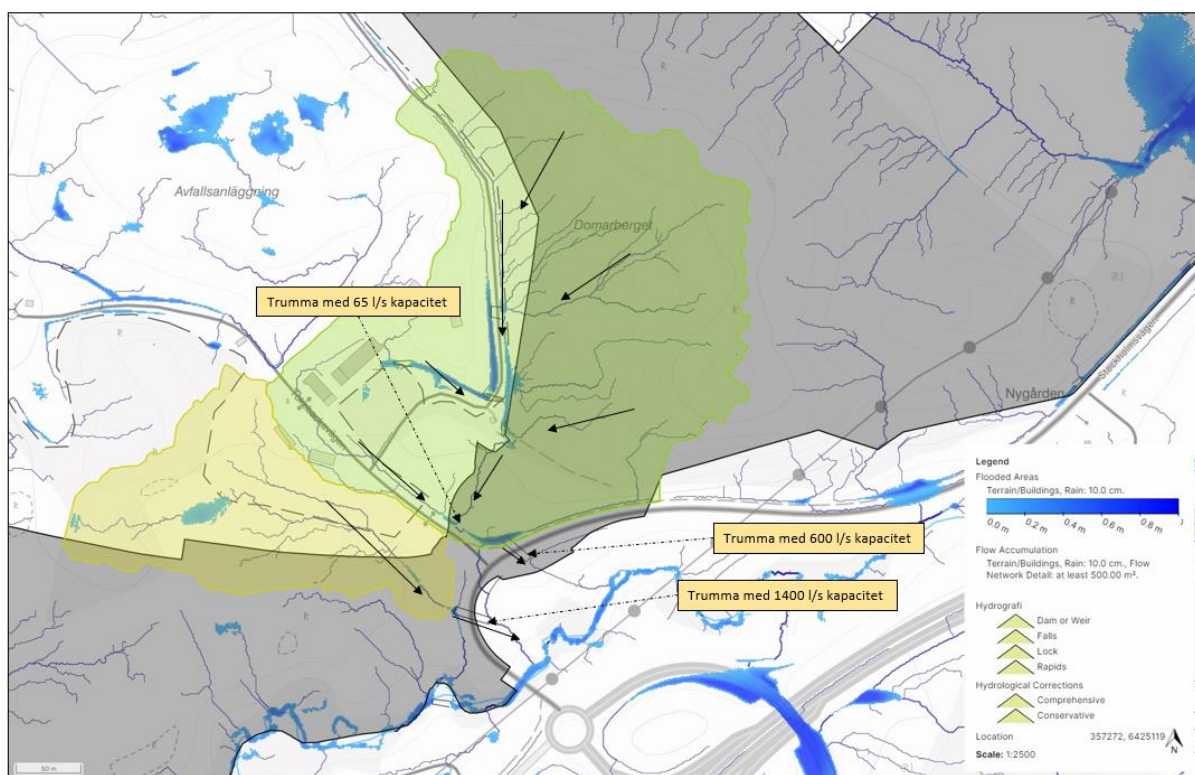 Avfallsanläggning
Domarberget
Trumma med 65 l/s kapacitet
Stockholmsvägen
Nygården
Trumma med 600 l/s kapacitet
Trumma med 1400 l/s kapacitet
Legend
Flooded Areas
Terrain/Buildings, Rain: 10.0 cm.
0.0 m 0.2 m 0.4 m 0.6 m 0.8 m
Flow Accumulation
Terrain/Buildings, Rain: 10.0 cm., Flow
Network Detail: at least 500.00 m².
Hydrografi
Dam or Weir
Falls
Lock
Rapids
Hydrological Corrections
Comprehensive
Conservative
Location 357272, 6425119
Scale: 1:2500
N
50 m